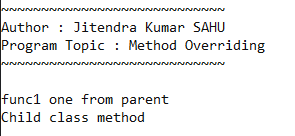 ~~~~~~~~~~~~~~~~~~~~~~~~~~~~
Author : Jitendra Kumar SAHU
Program Topic : Method Overriding
~~~~~~~~~~~~~~~~~~~~~~~~~~~~
func1 one from parent
Child class method